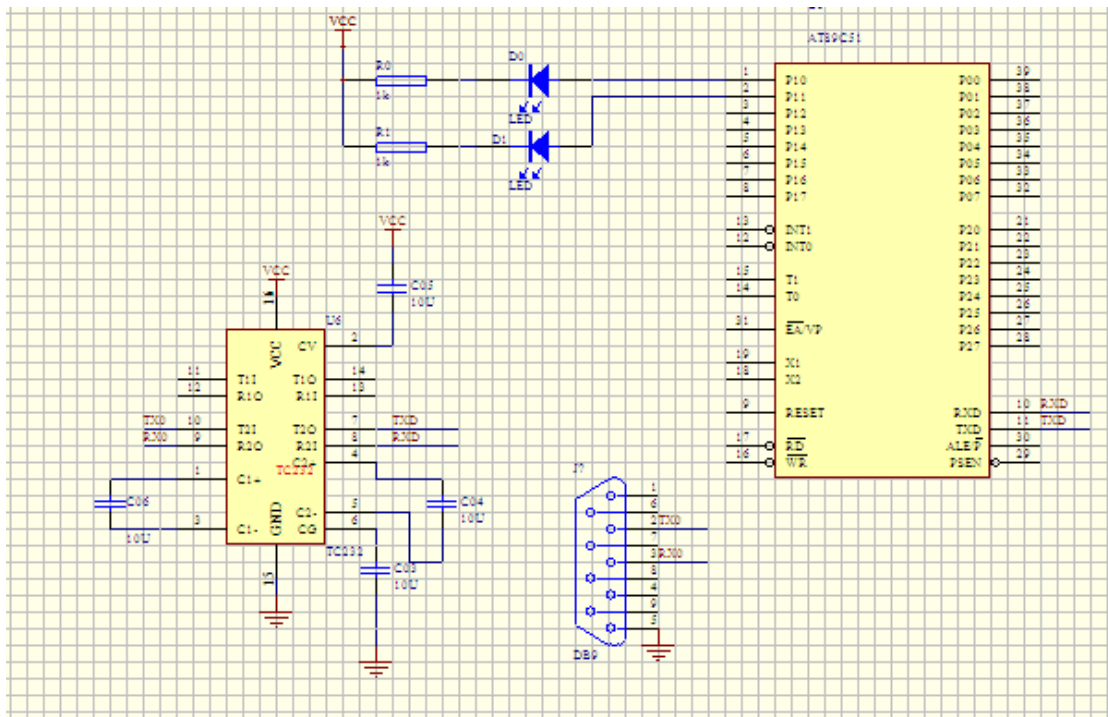 VCC
AT89C51
R0
1k
D0
LED
R1
1k
D1
LED
1 P10 P00 39
2 P11 P01 38
3 P12 P02 37
4 P13 P03 36
5 P14 P04 35
6 P15 P05 34
7 P16 P06 33
8 P17 P07 32
13 INT1 P20 21
12 INT0 P21 22
P22 23
15 T1 P23 24
14 T0 P24 25
P25 26
31 EA/VP P26 27
P27 28
19 X1
18 X2
9 RESET RXD 10 RXD
TXD 11 TXD
17 RD ALE/P 30
16 WR PSEN 29
VCC
C05
10U
VCC
16
U6
VCC CV 2
11 T1I T1O 14
12 R1O R1I 13
TX0 10 T2I T2O 7 TXD
RX0 9 R2O R2I 8 RXD
4
TC232
1 C1+
C06
10U
C04
10U
C2- 5
3 C1- GND CG 6
TC232
15
C03
10U
J7
1
6
2 TX0
7
3 RX0
8
4
9
5
DB9